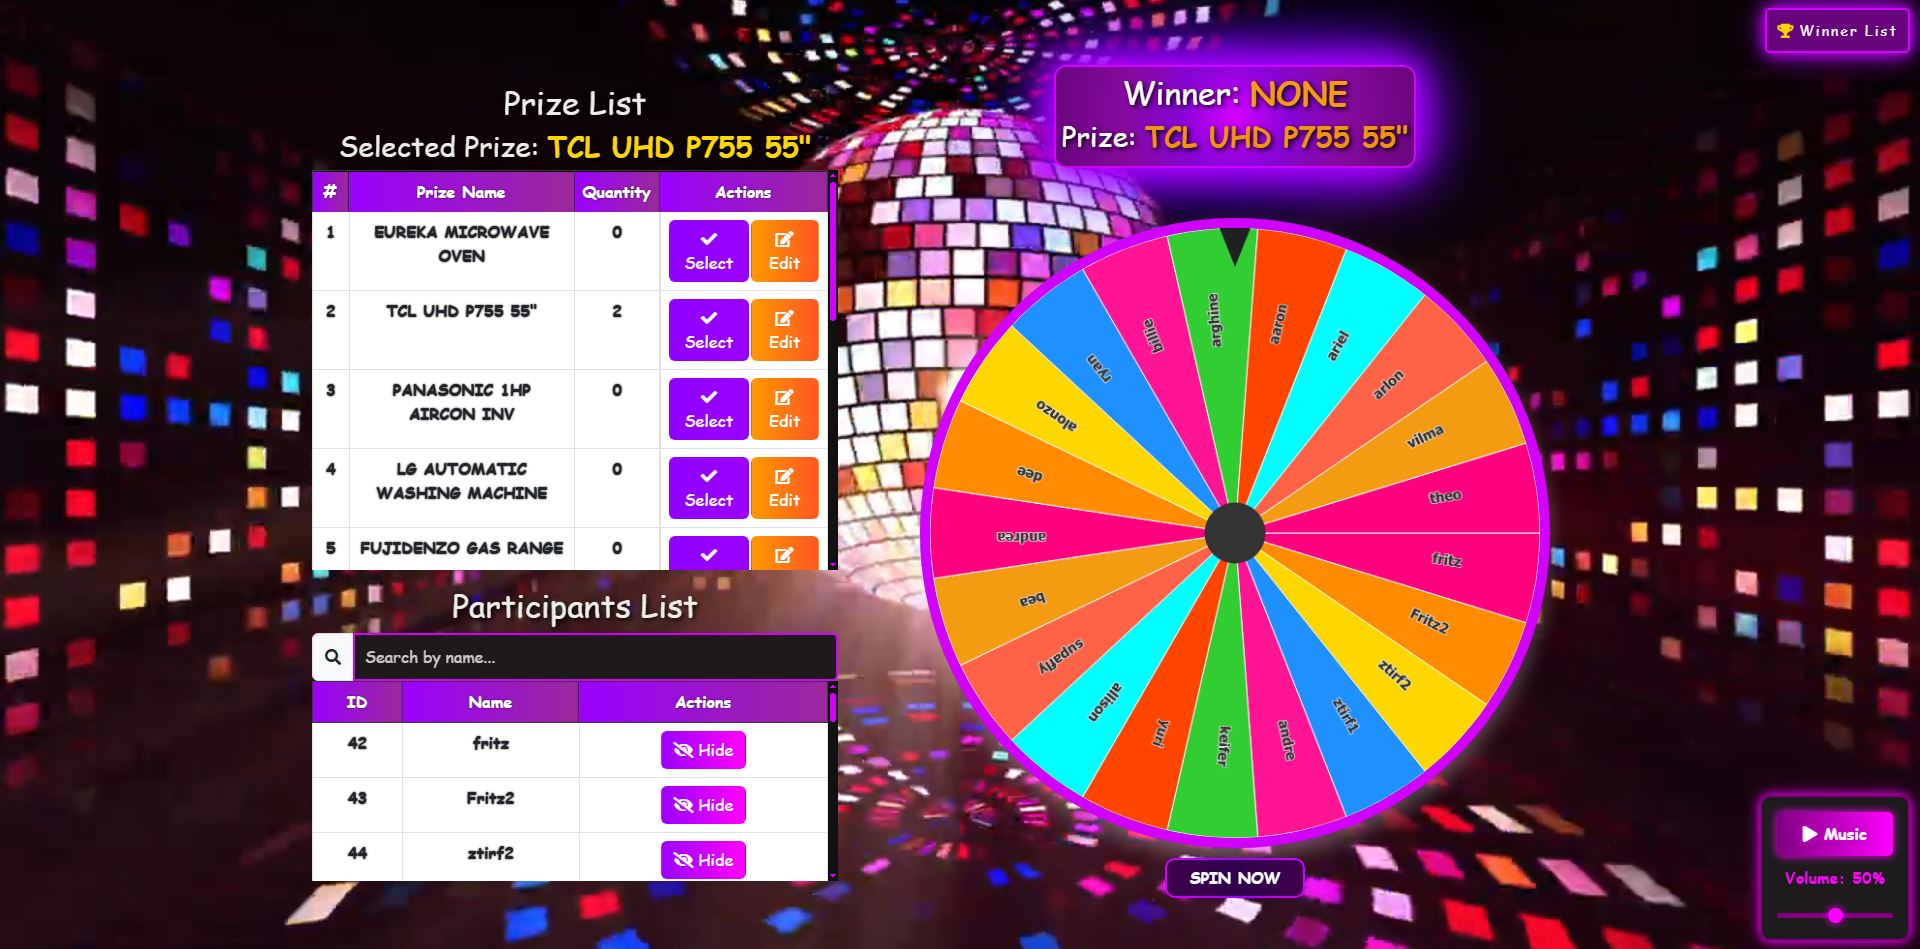 Winner List
Prize List
Selected Prize: TCL UHD P755 55"
# Prize Name Quantity Actions
1 EUREKA MICROWAVE OVEN 0 Select Edit
2 TCL UHD P755 55" 2 Select Edit
3 PANASONIC 1HP AIRCON INV 0 Select Edit
4 LG AUTOMATIC WASHING MACHINE 0 Select Edit
5 FUJIDENZO GAS RANGE 0
Participants List
Search by name...
ID Name Actions
42 fritz Hide
43 Fritz2 Hide
44 ztirf2 Hide
Winner: NONE
Prize: TCL UHD P755 55"
arghine
aaron
ariel
arlon
vilma
theo
fritz
Fritz2
ztirf2
ztirf1
andre
keifer
yuri
allison
supafly
bea
andrea
dee
alonzo
ryan
billie
SPIN NOW
Music
Volume: 50%